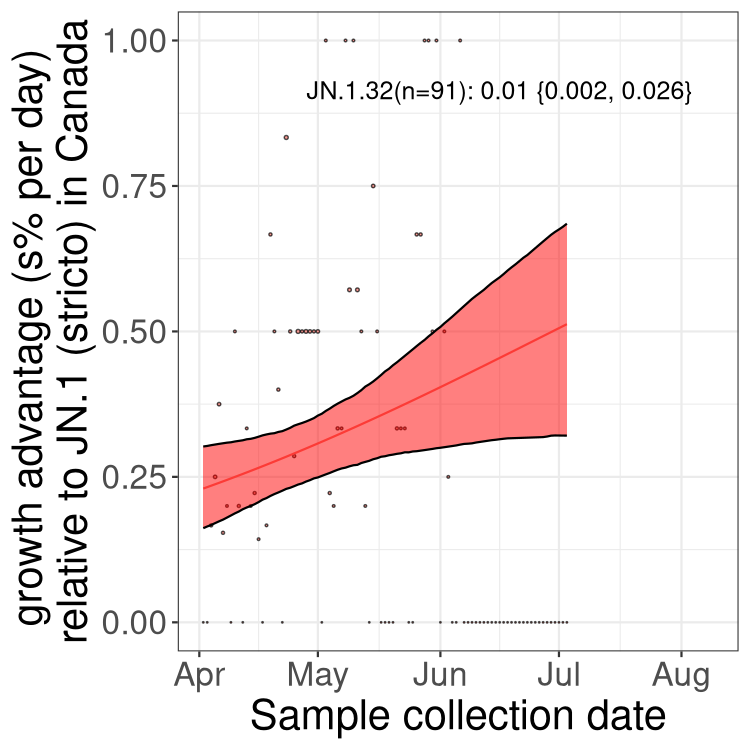 growth advantage (s% per day)
relative to JN.1 (stricto) in Canada
1.00
0.75
0.50
0.25
0.00
JN.1.32(n=91): 0.01 {0.002, 0.026}
Apr May Jun Jul Aug
Sample collection date